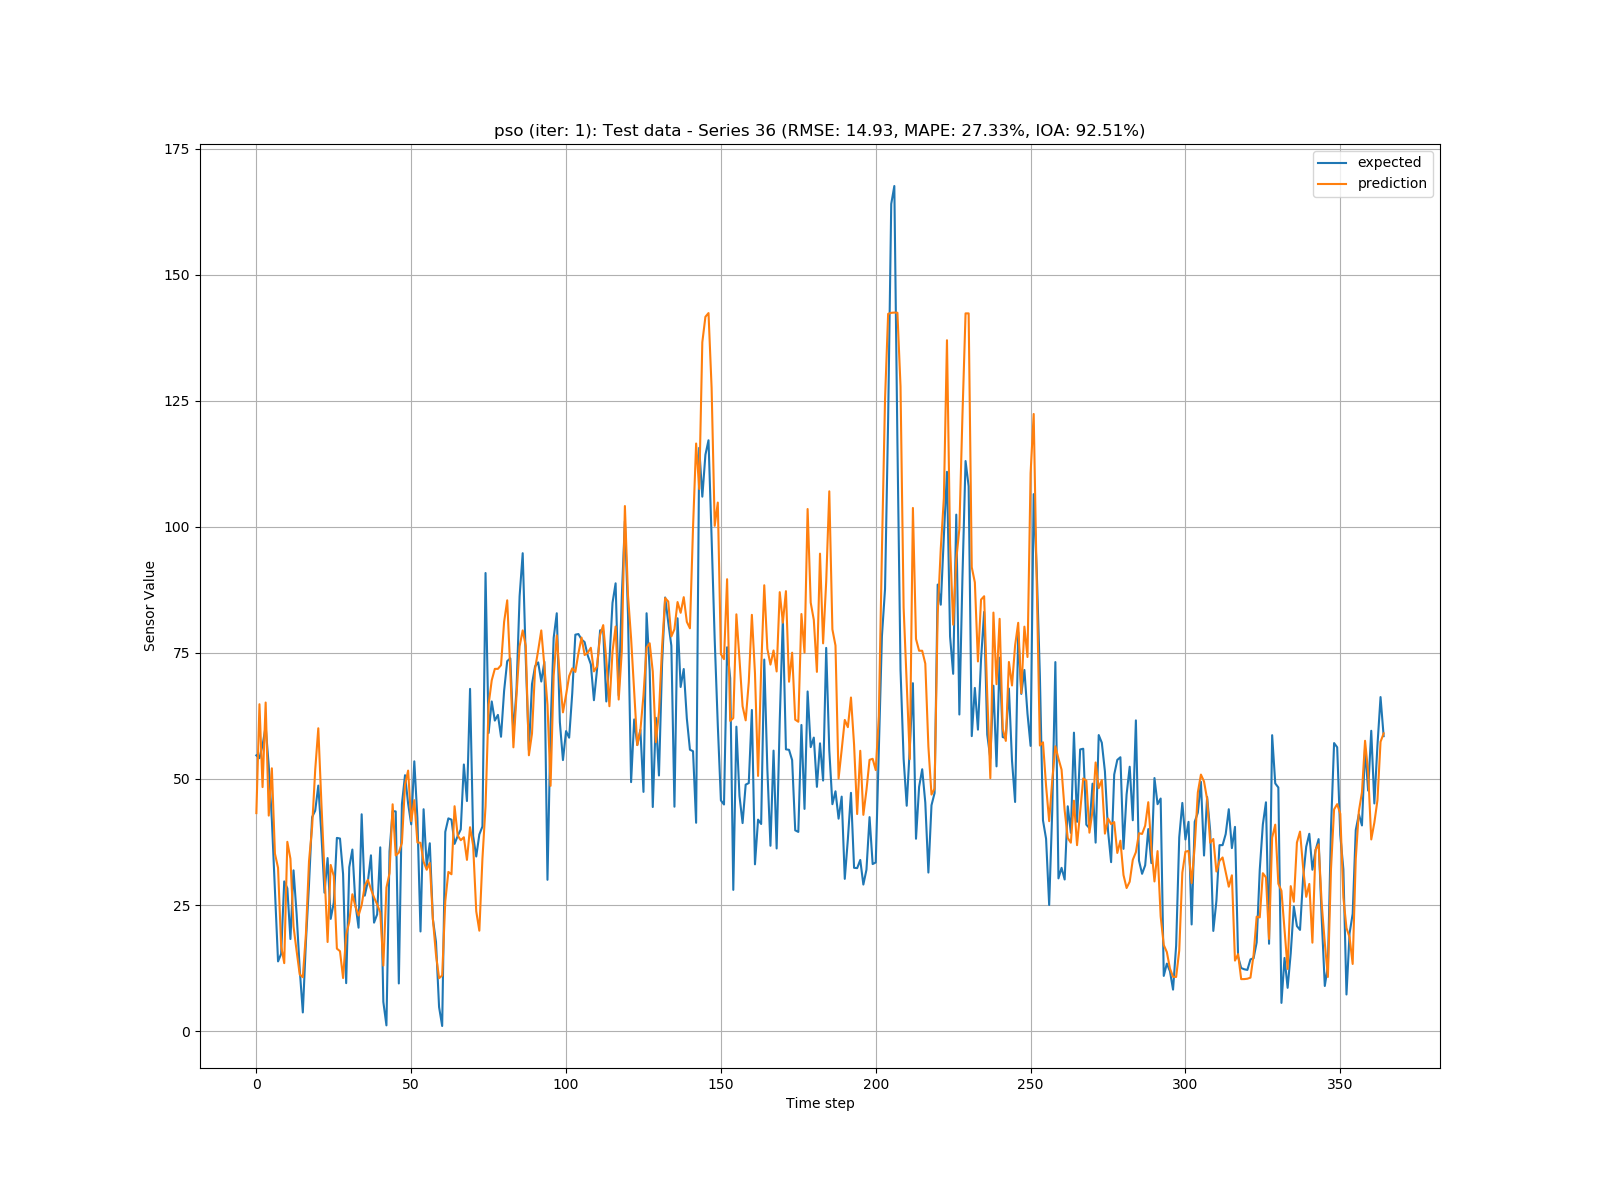 pso (iter: 1): Test data - Series 36 (RMSE: 14.93, MAPE: 27.33%, IOA: 92.51%)
expected
prediction
175
150
125
100
75
50
25
0
Sensor Value
0 50 100 150 200 250 300 350
Time step